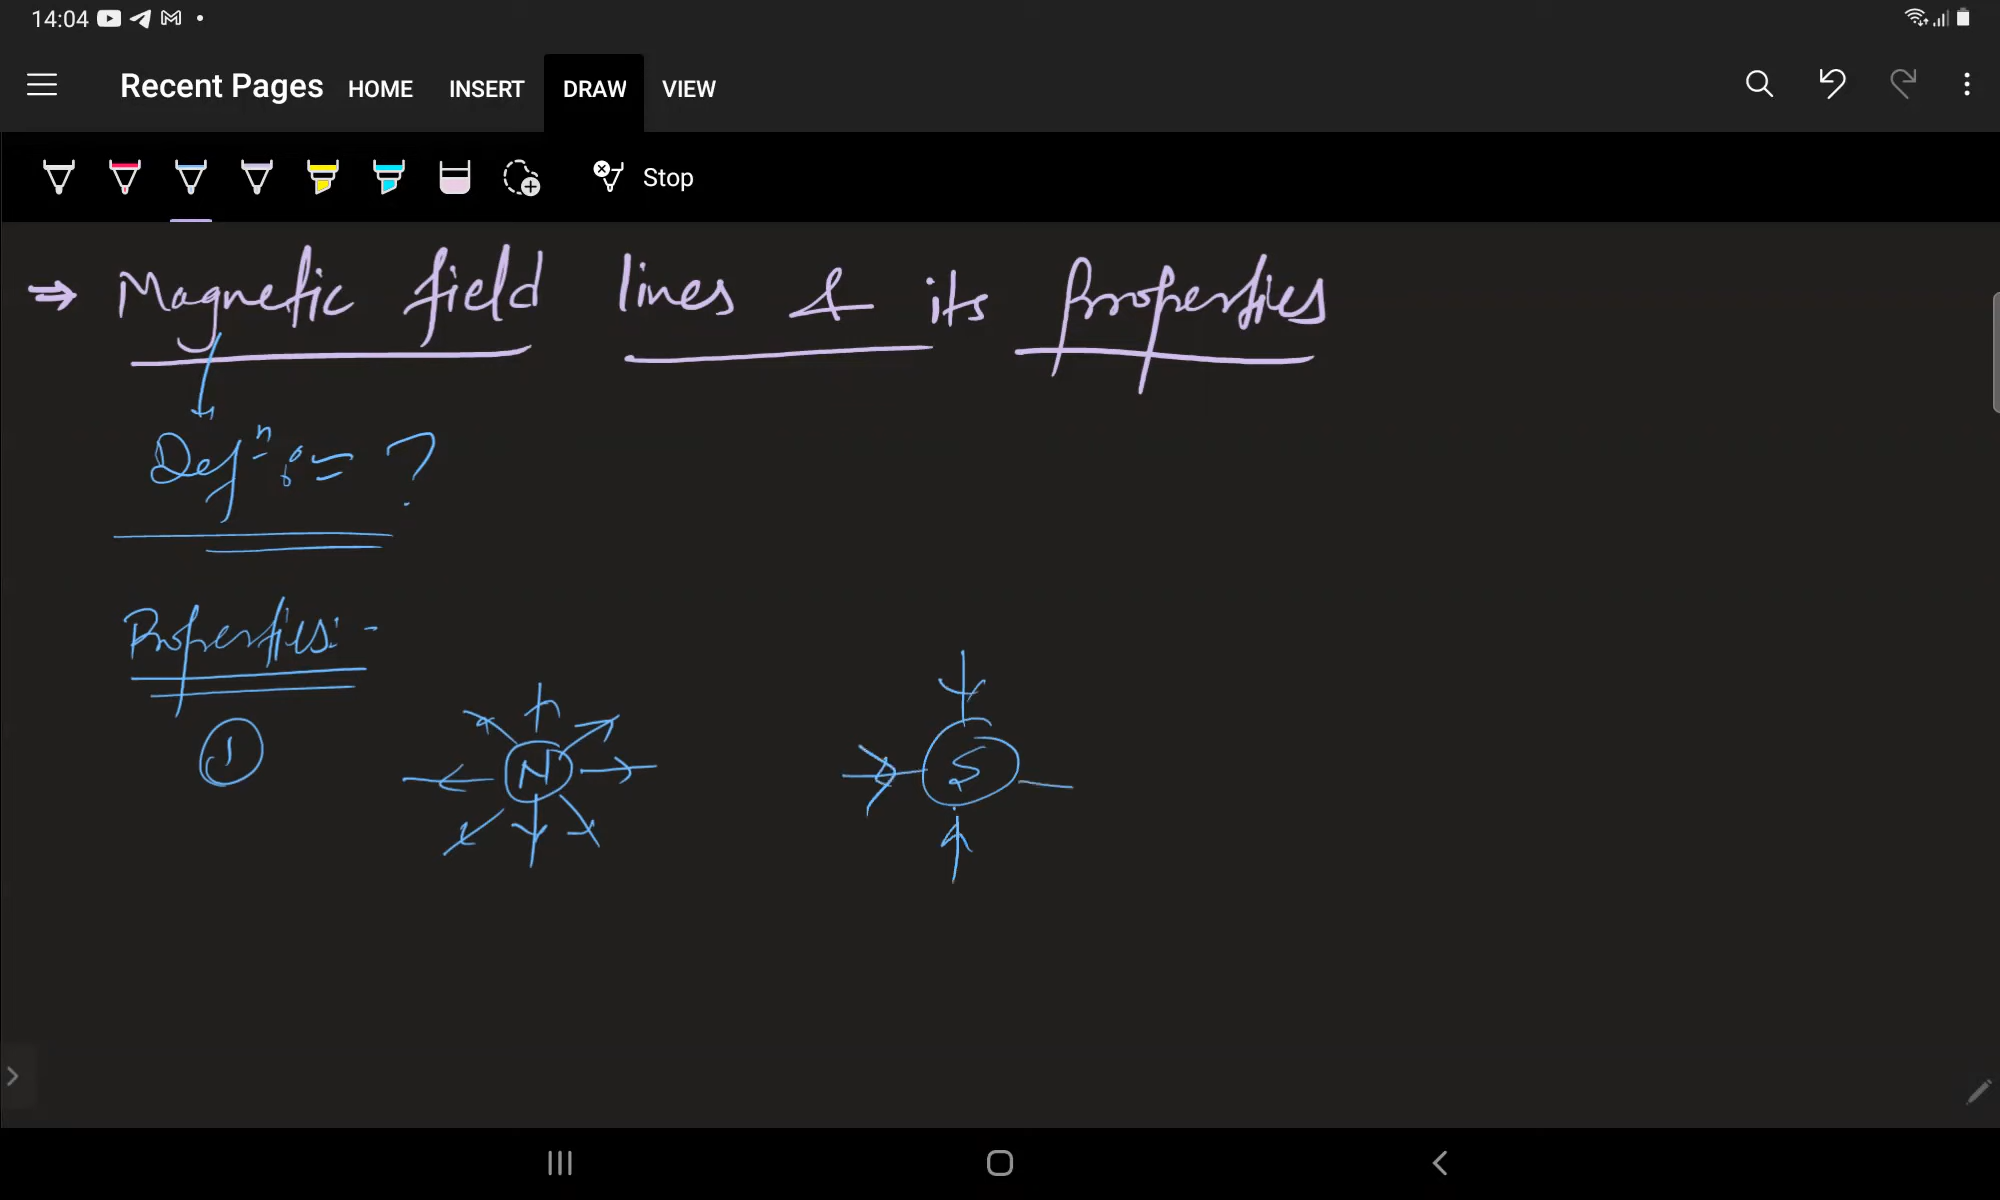 14:04
Recent Pages HOME INSERT DRAW VIEW
Stop
⇒ Magnetic field lines & its Properties
Defⁿ := ?
Properties:-
①
N S